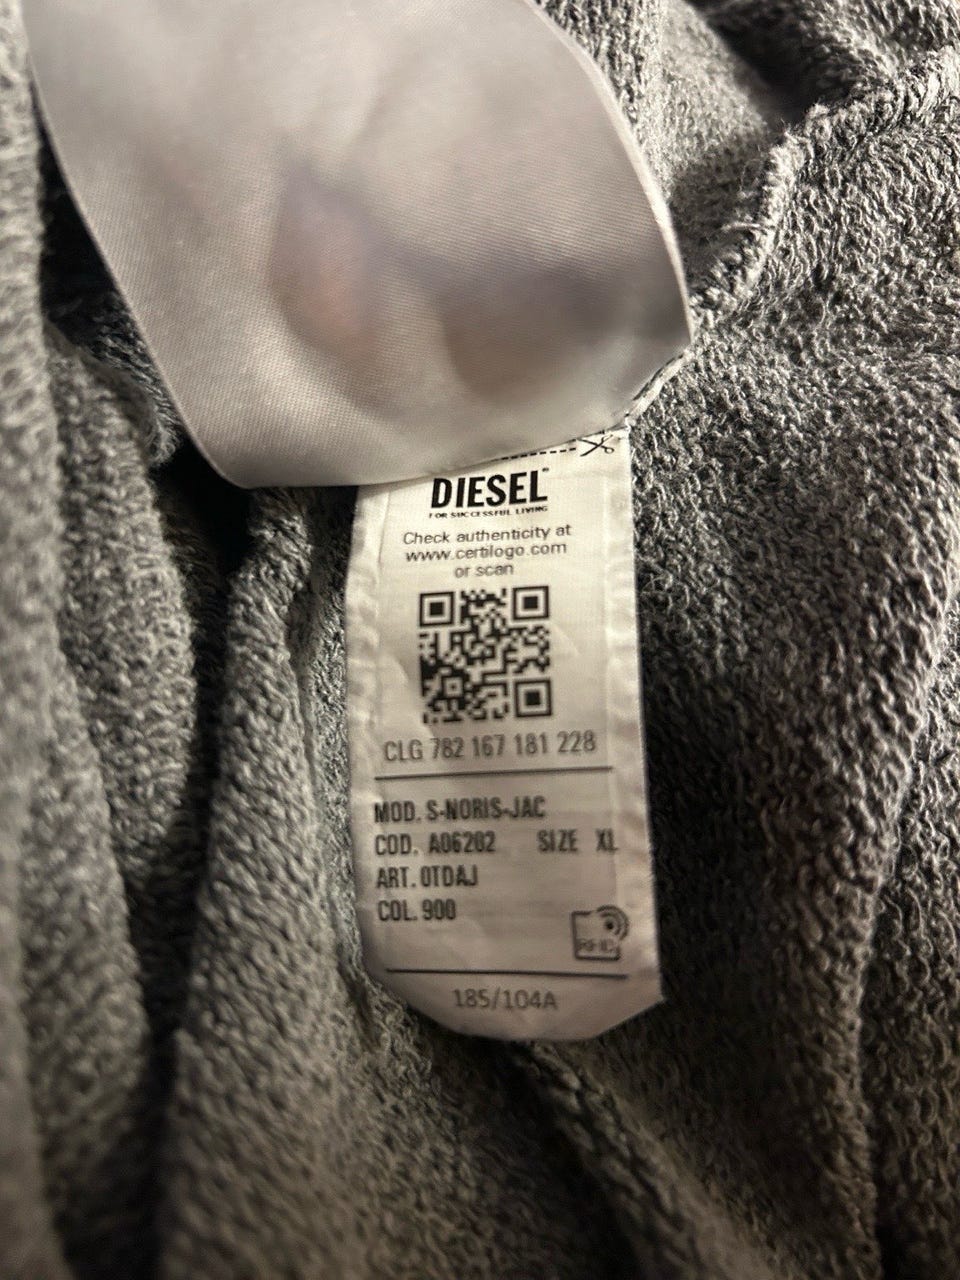 DIESEL
FOR SUCCESSFUL LIVING
Check authenticity at
www.certilogo.com
or scan
CLG 782 167 181 228
MOD. S-NORIS-JAC
COD. A06202 SIZE XL
ART. 0TDAJ
COL. 900
RFID
185/104A